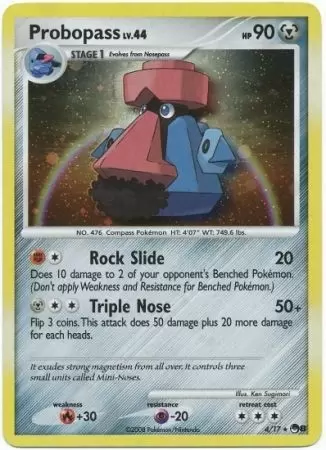 Probopass LV.44 HP 90
STAGE 1 Evolves from Nosepass
NO. 476 Compass Pokémon HT: 4'07" WT: 749.6 lbs.
Rock Slide 20
Does 10 damage to 2 of your opponent's Benched Pokémon.
(Don't apply Weakness and Resistance for Benched Pokémon.)
Triple Nose 50+
Flip 3 coins. This attack does 50 damage plus 20 more
for each heads.
It exudes strong magnetism from all over. It controls three
small units called Mini-Noses.
Illus. Ken Sugimori
weakness resistance retreat cost
+30 -20
©2008 Pokémon/Nintendo 4/17 ★